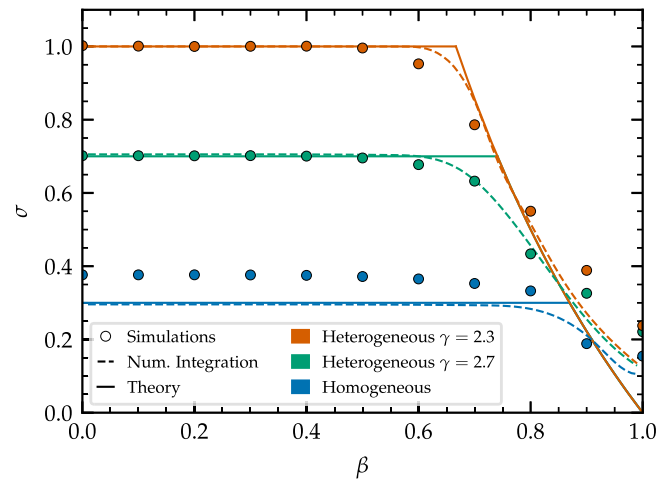 1.0
0.8
0.6
0.4
0.2
0.0
σ
Simulations
Num. Integration
Theory
Heterogeneous γ = 2.3
Heterogeneous γ = 2.7
Homogeneous
0.0 0.2 0.4 0.6 0.8 1.0
β